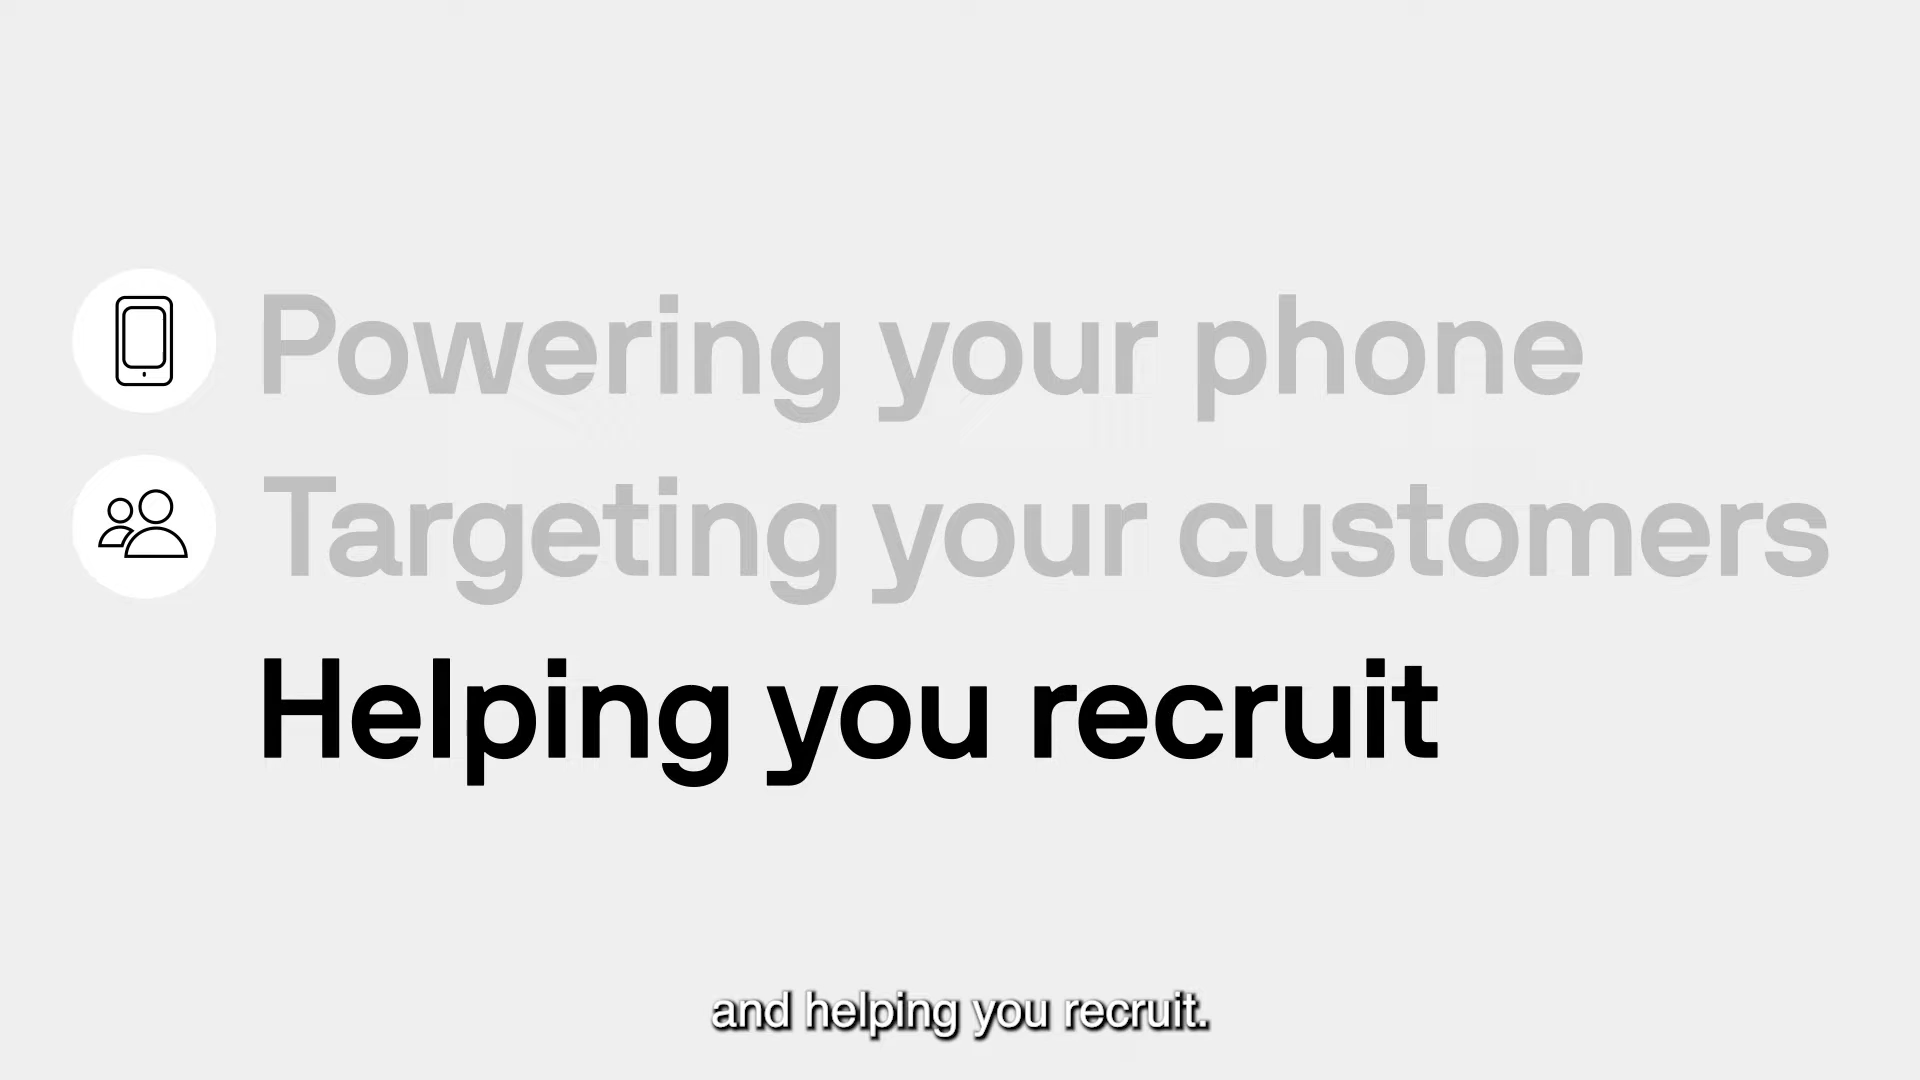 Powering your phone
Targeting your customers
Helping you recruit
and helping you recruit.